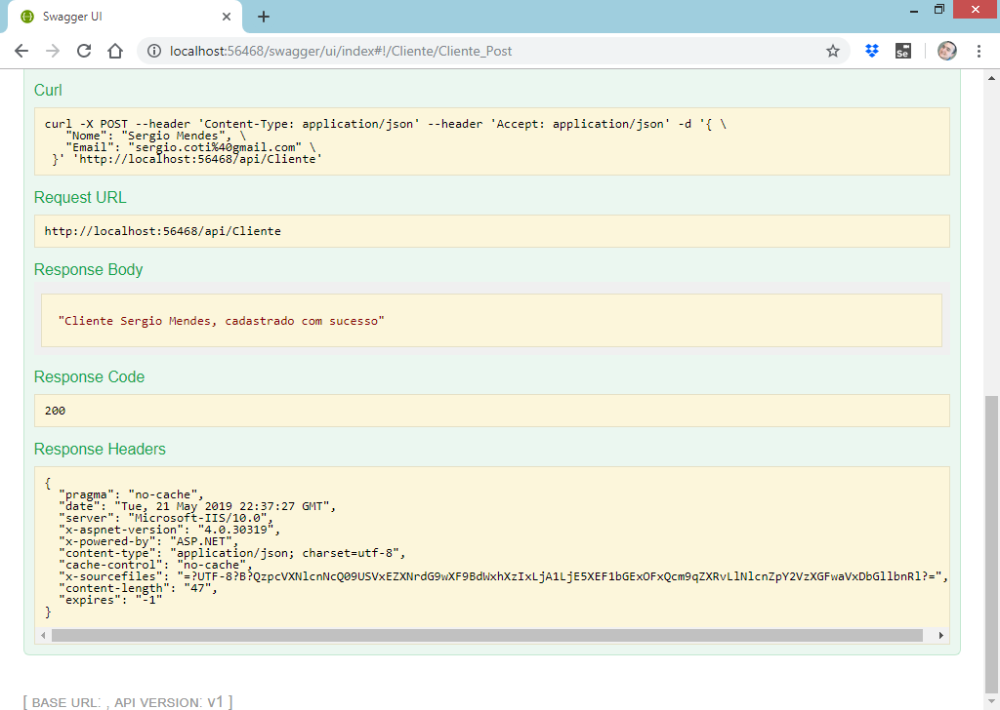 Swagger UI
localhost:56468/swagger/ui/index#!/Cliente/Cliente_Post
Se
Curl
curl -X POST --header 'Content-Type: application/json' --header 'Accept: application/json' -d '{ \
"Nome": "Sergio Mendes", \
"Email": "sergio.coti%40gmail.com" \
}' 'http://localhost:56468/api/Cliente'
Request URL
http://localhost:56468/api/Cliente
Response Body
"Cliente Sergio Mendes, cadastrado com sucesso"
Response Code
200
Response Headers
{
"pragma": "no-cache",
"date": "Tue, 21 May 2019 22:37:27 GMT",
"server": "Microsoft-IIS/10.0",
"x-aspnet-version": "4.0.30319",
"x-powered-by": "ASP.NET",
"content-type": "application/json; charset=utf-8",
"cache-control": "no-cache",
"x-sourcefiles": "=?UTF-8?B?QzpcVXNlcnNcQ09USVxEZXNrdG9wXF9BdWxhXzIxLjA1LjE5XEF1bGExOFxQcm9qZXRvLlNlcnZpY2VzXGFwaVxDbGllbnRl?=",
"content-length": "47",
"expires": "-1"
}
[ BASE URL: , API VERSION: v1 ]